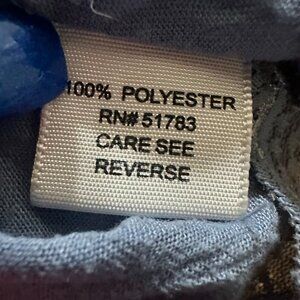 100% POLYESTER
RN# 51783
CARE SEE
REVERSE